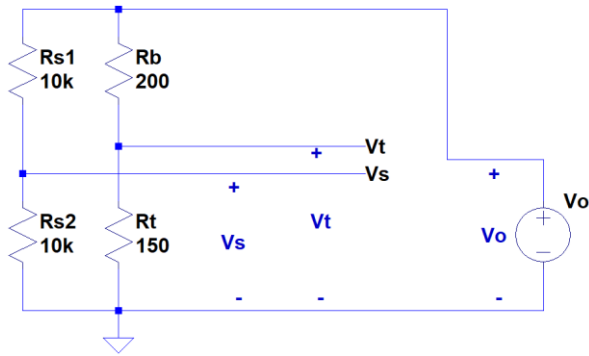 Rs1
10k
Rb
200
Vt
+
Vs
+
+
Vo
+
Rs2
10k
Rt
150
Vs
Vt
Vo
-
-
-
-